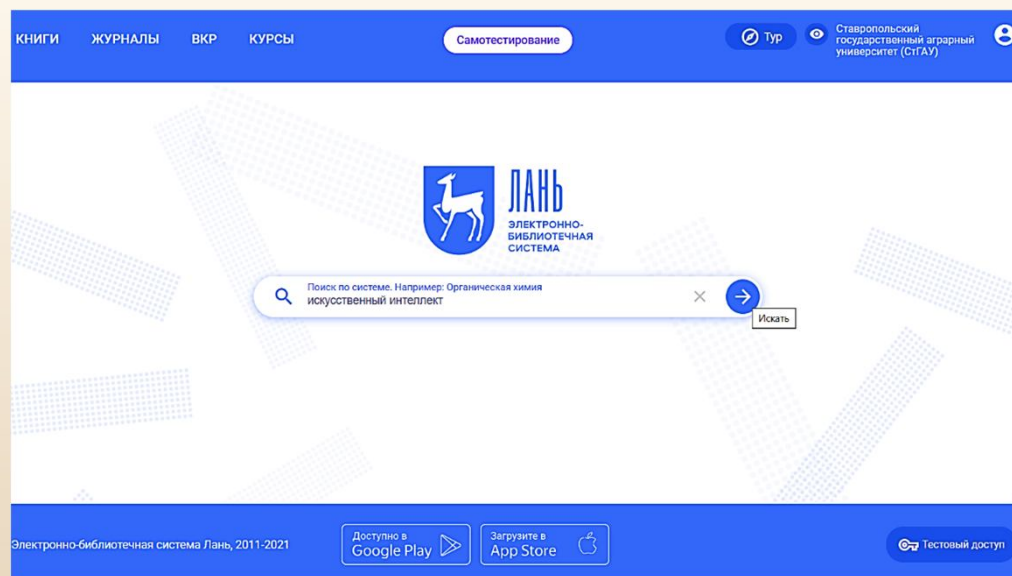 КНИГИ ЖУРНАЛЫ ВКР КУРСЫ
Самотестирование
Тур
Ставропольский
государственный аграрный
университет (СтГАУ)
ЛАНЬ
ЭЛЕКТРОННО-
БИБЛИОТЕЧНАЯ
СИСТЕМА
Поиск по системе. Например: Органическая химия
искусственный интеллект
Искать
Электронно-библиотечная система Лань, 2011-2021
Доступно в
Google Play
Загрузите в
App Store
Тестовый доступ